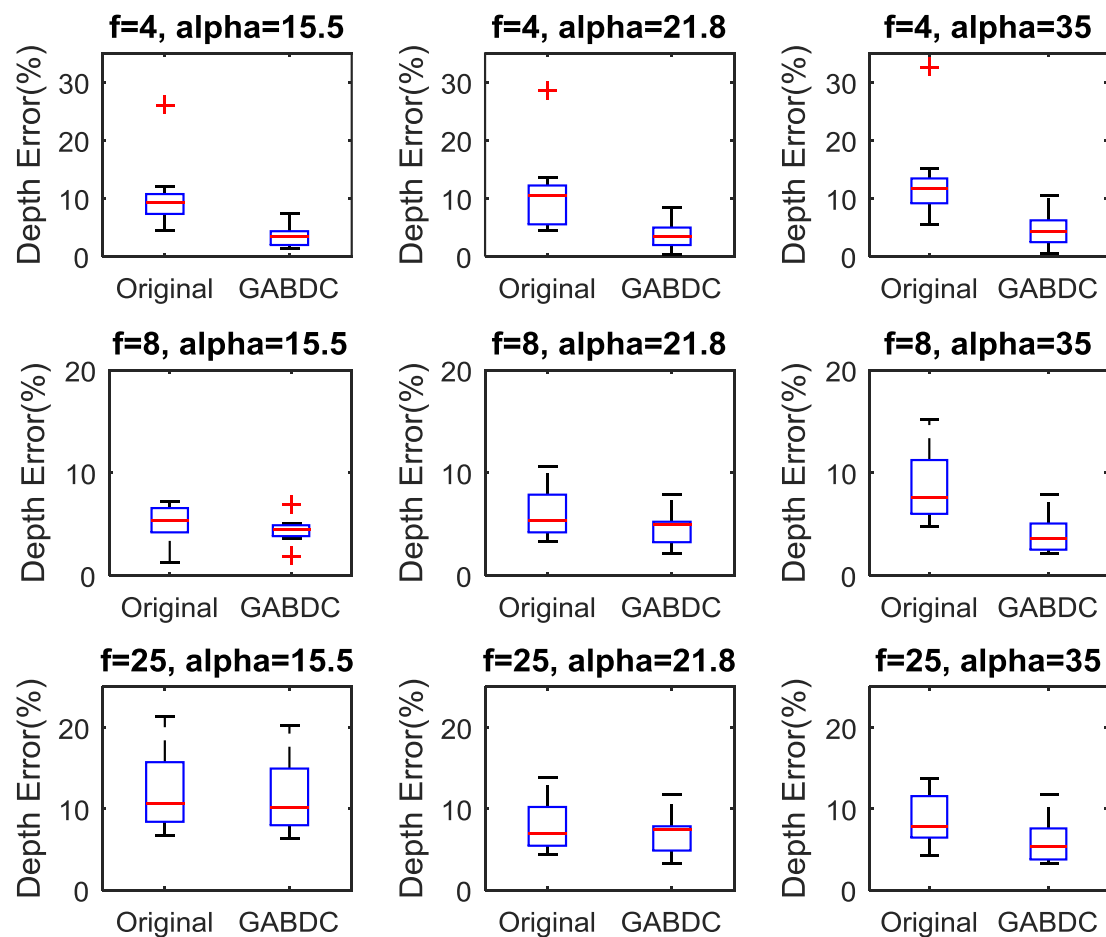 f=4, alpha=15.5
f=4, alpha=21.8
f=4, alpha=35
Depth Error(%)
30
20
10
0
Original GABDC
Depth Error(%)
30
20
10
0
Original GABDC
Depth Error(%)
30
20
10
0
Original GABDC
f=8, alpha=15.5
f=8, alpha=21.8
f=8, alpha=35
Depth Error(%)
20
10
0
Original GABDC
Depth Error(%)
20
10
0
Original GABDC
Depth Error(%)
20
10
0
Original GABDC
f=25, alpha=15.5
f=25, alpha=21.8
f=25, alpha=35
Depth Error(%)
20
10
0
Original GABDC
Depth Error(%)
20
10
0
Original GABDC
Depth Error(%)
20
10
0
Original GABDC